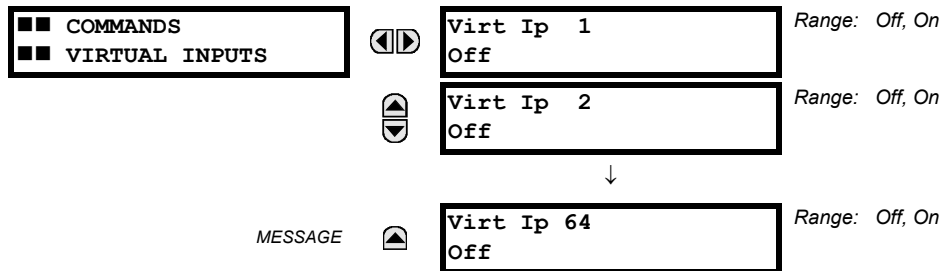 ■■ COMMANDS
■■ VIRTUAL INPUTS
Virt Ip 1
Off
Range: Off, On
Virt Ip 2
Off
Range: Off, On
↓
MESSAGE
Virt Ip 64
Off
Range: Off, On